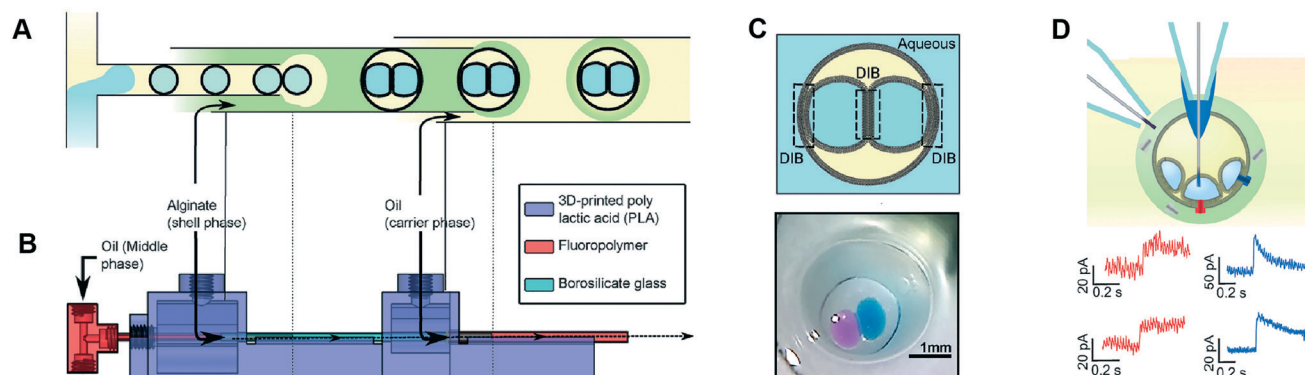 A
Alginate
(shell phase)
Oil
(carrier phase)
B
Oil (Middle
phase)
3D-printed poly
lactic acid (PLA)
Fluoropolymer
Borosilicate glass
C
Aqueous
DIB
DIB
DIB
1mm
D
20 pA
0.2 s
50 pA
0.2 s
20 pA
0.2 s
20 pA
0.2 s